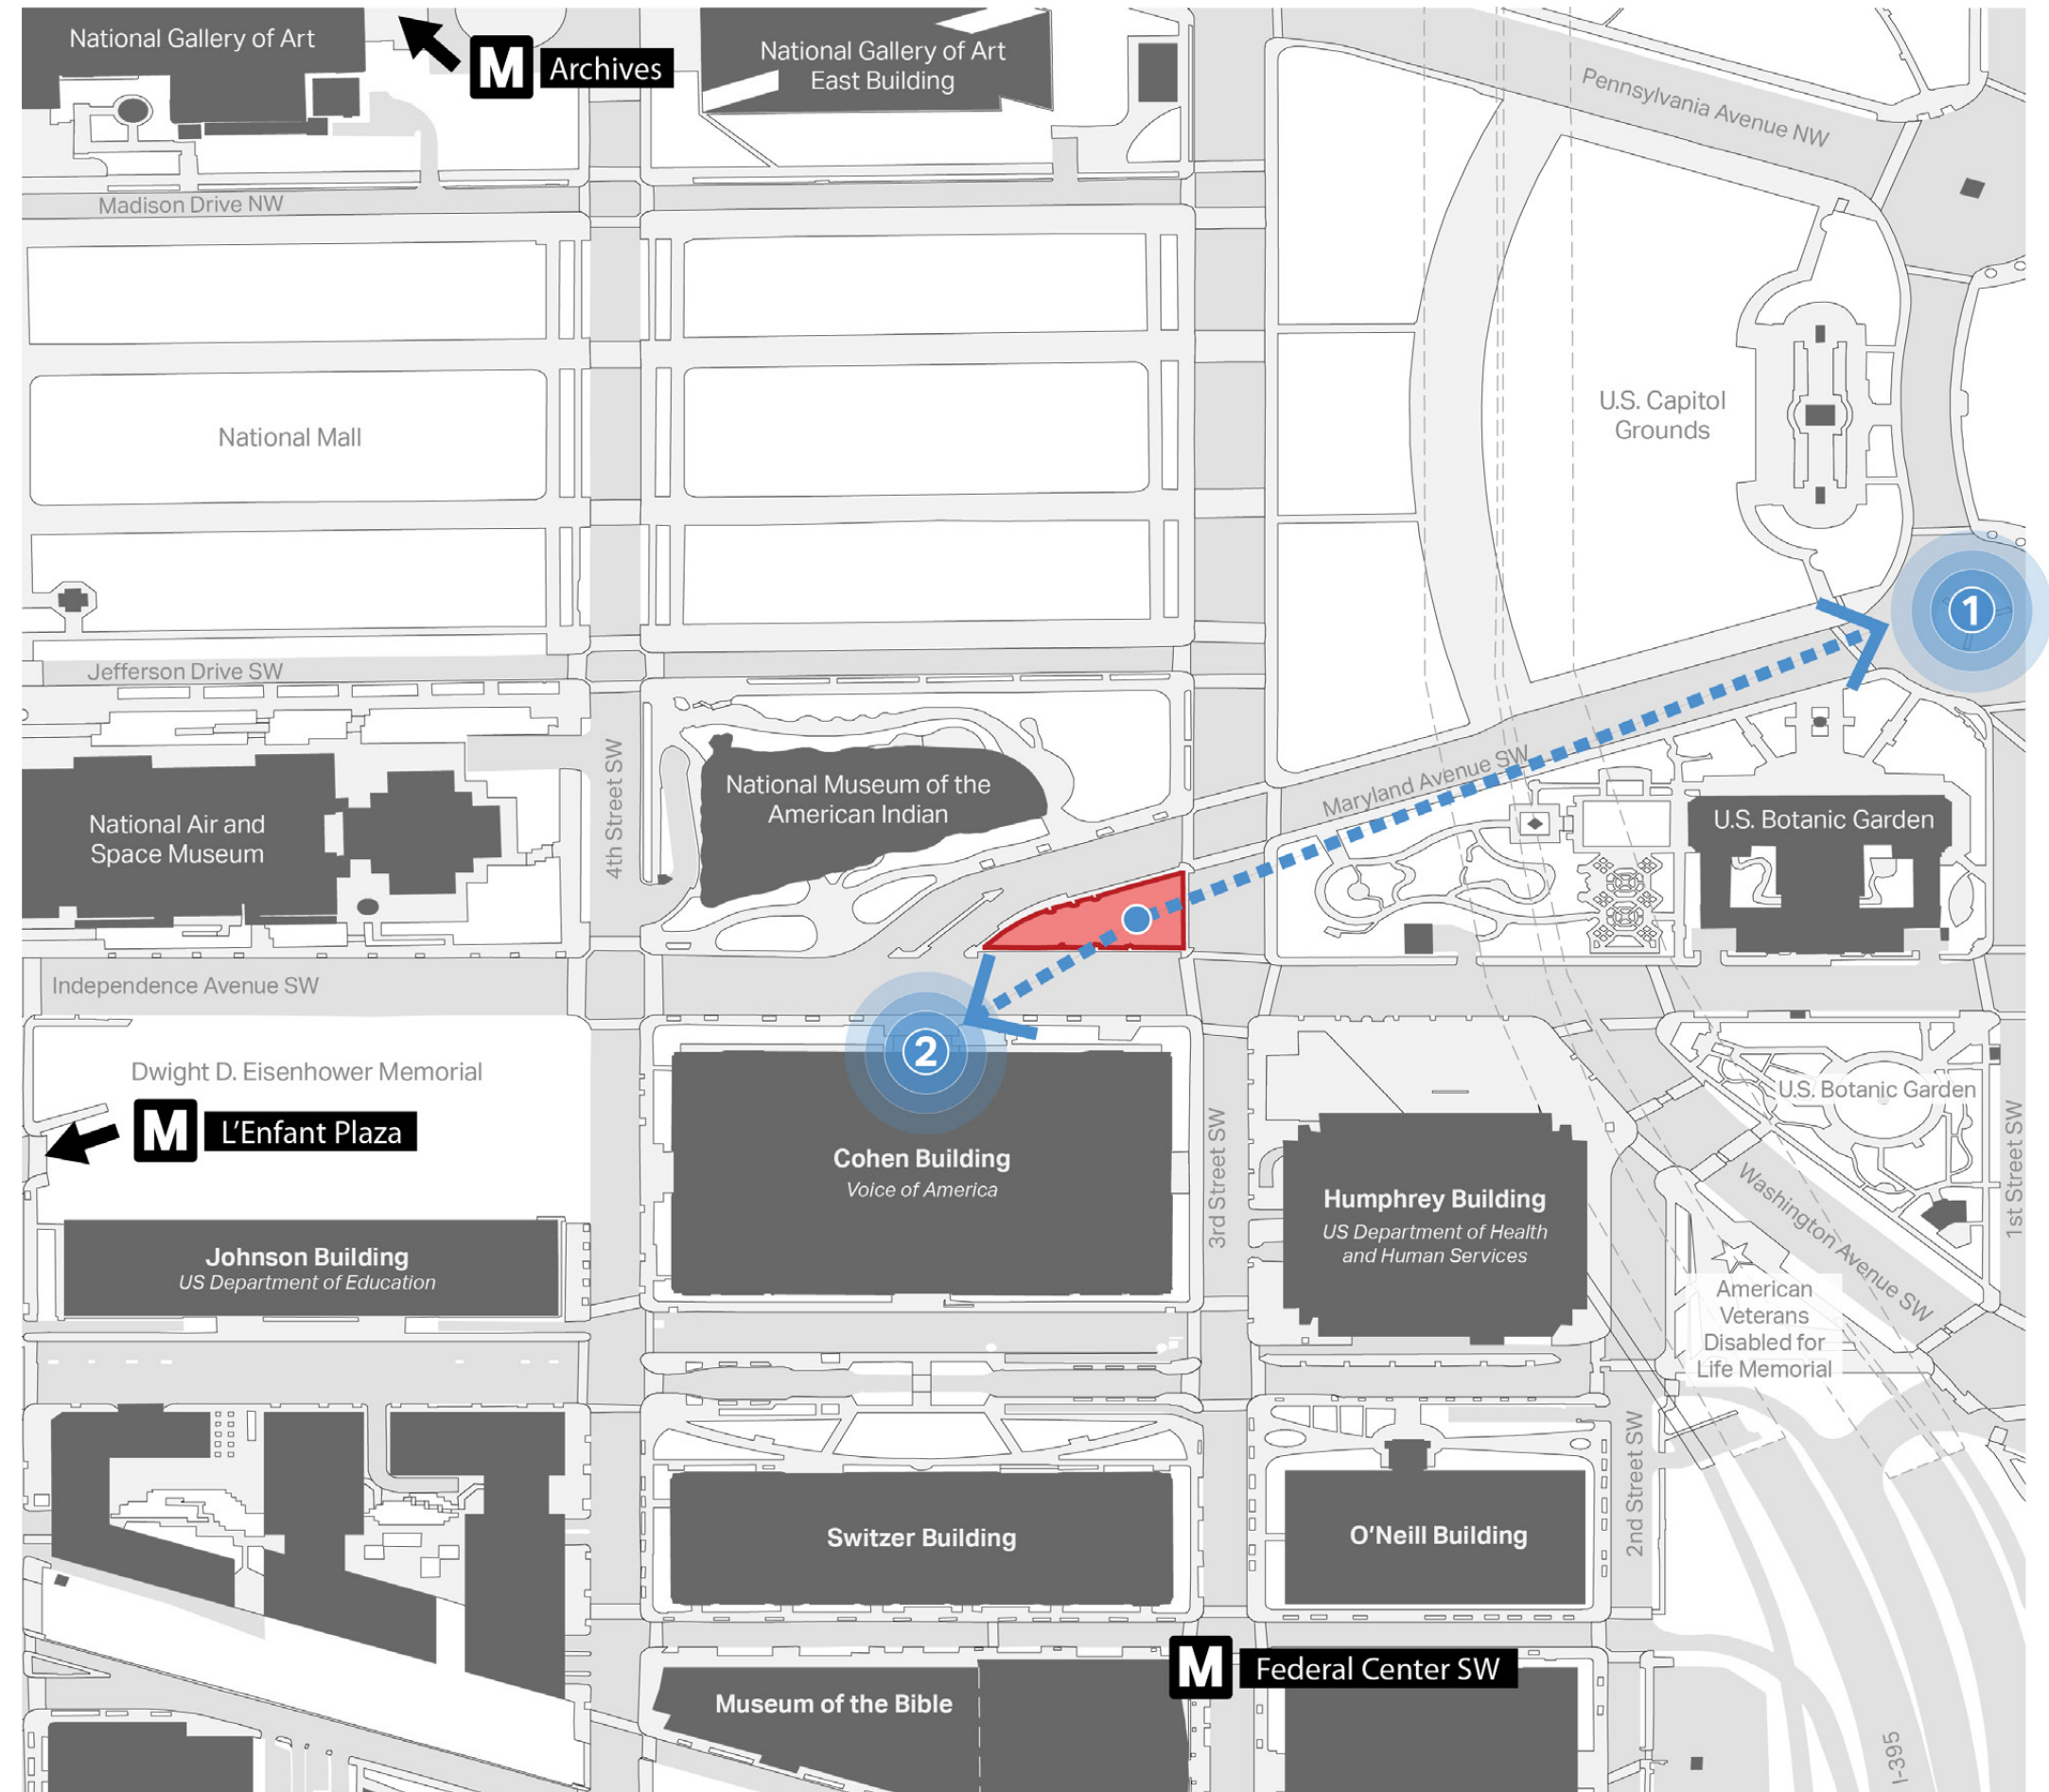 National Gallery of Art
M Archives
National Gallery of Art
East Building
Pennsylvania Avenue NW
Madison Drive NW
National Mall
U.S. Capitol
Grounds
1
Jefferson Drive SW
4th Street SW
National Museum of the
American Indian
Maryland Avenue SW
National Air and
Space Museum
U.S. Botanic Garden
Independence Avenue SW
2
Dwight D. Eisenhower Memorial
M L'Enfant Plaza
Cohen Building
Voice of America
3rd Street SW
Humphrey Building
US Department of Health
and Human Services
U.S. Botanic Garden
1st Street SW
Washington Avenue SW
Johnson Building
US Department of Education
American
Veterans
Disabled for
Life Memorial
Switzer Building
O'Neill Building
2nd Street SW
M Federal Center SW
Museum of the Bible
I-395